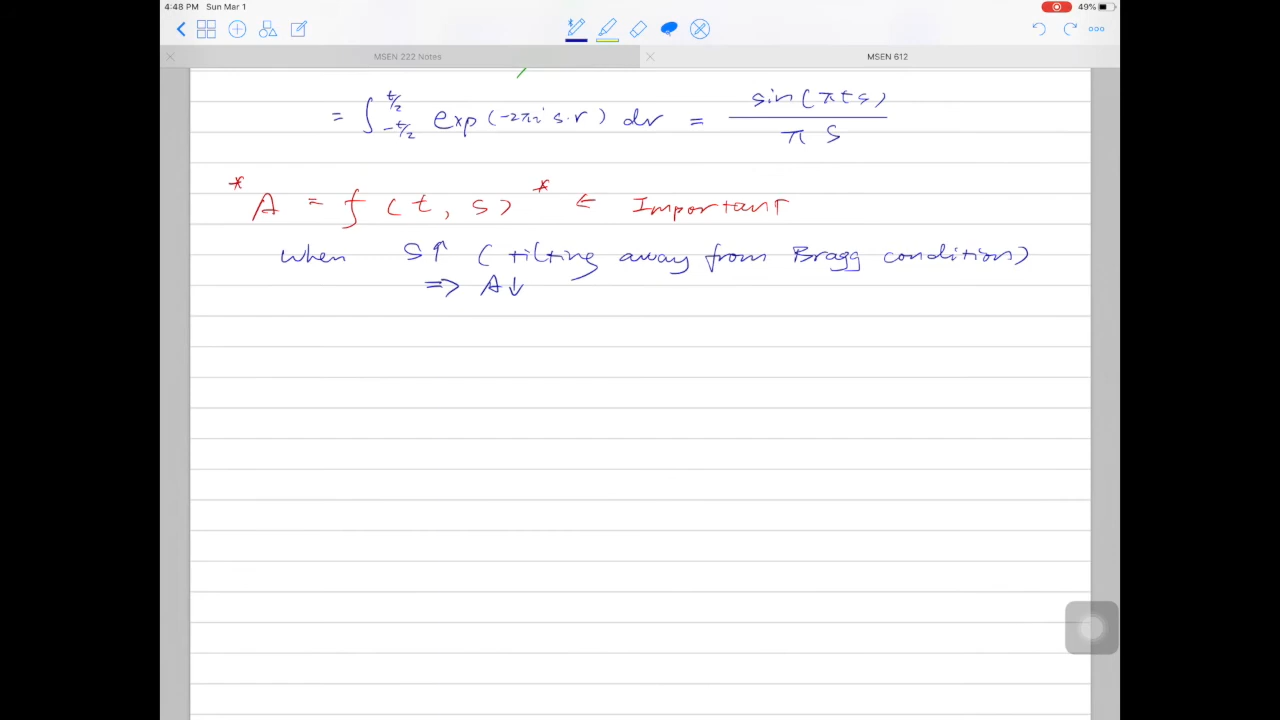 4:48 PM Sun Mar 1 49%
MSEN 222 Notes MSEN 612
= ∫_{-t/2}^{t/2} exp(-2πi s·r) dr = sin(πts) / πs
* A = f(t, s) * ← Important
when S↑ (tilting away from Bragg condition)
⇒ A↓